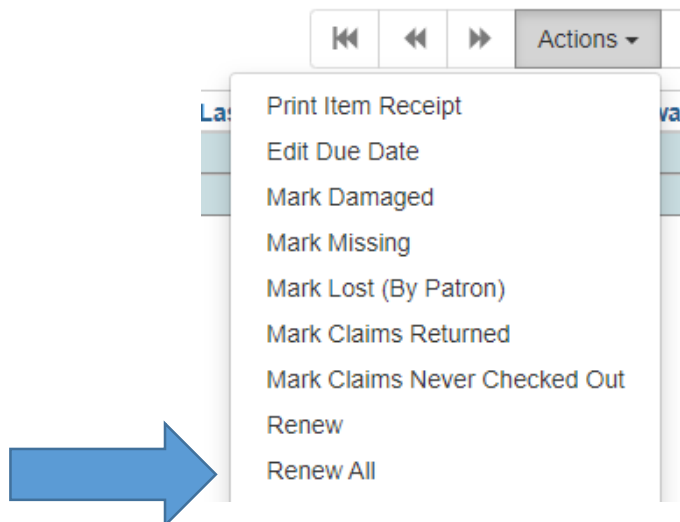 Actions
Las
Print Item Receipt
Edit Due Date
Mark Damaged
Mark Missing
Mark Lost (By Patron)
Mark Claims Returned
Mark Claims Never Checked Out
Renew
Renew All